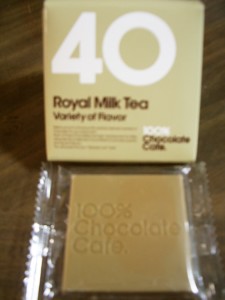 40
Royal Milk Tea
Variety of Flavor
100%
Chocolate
Cafe.
100%
Chocolate
Cafe.